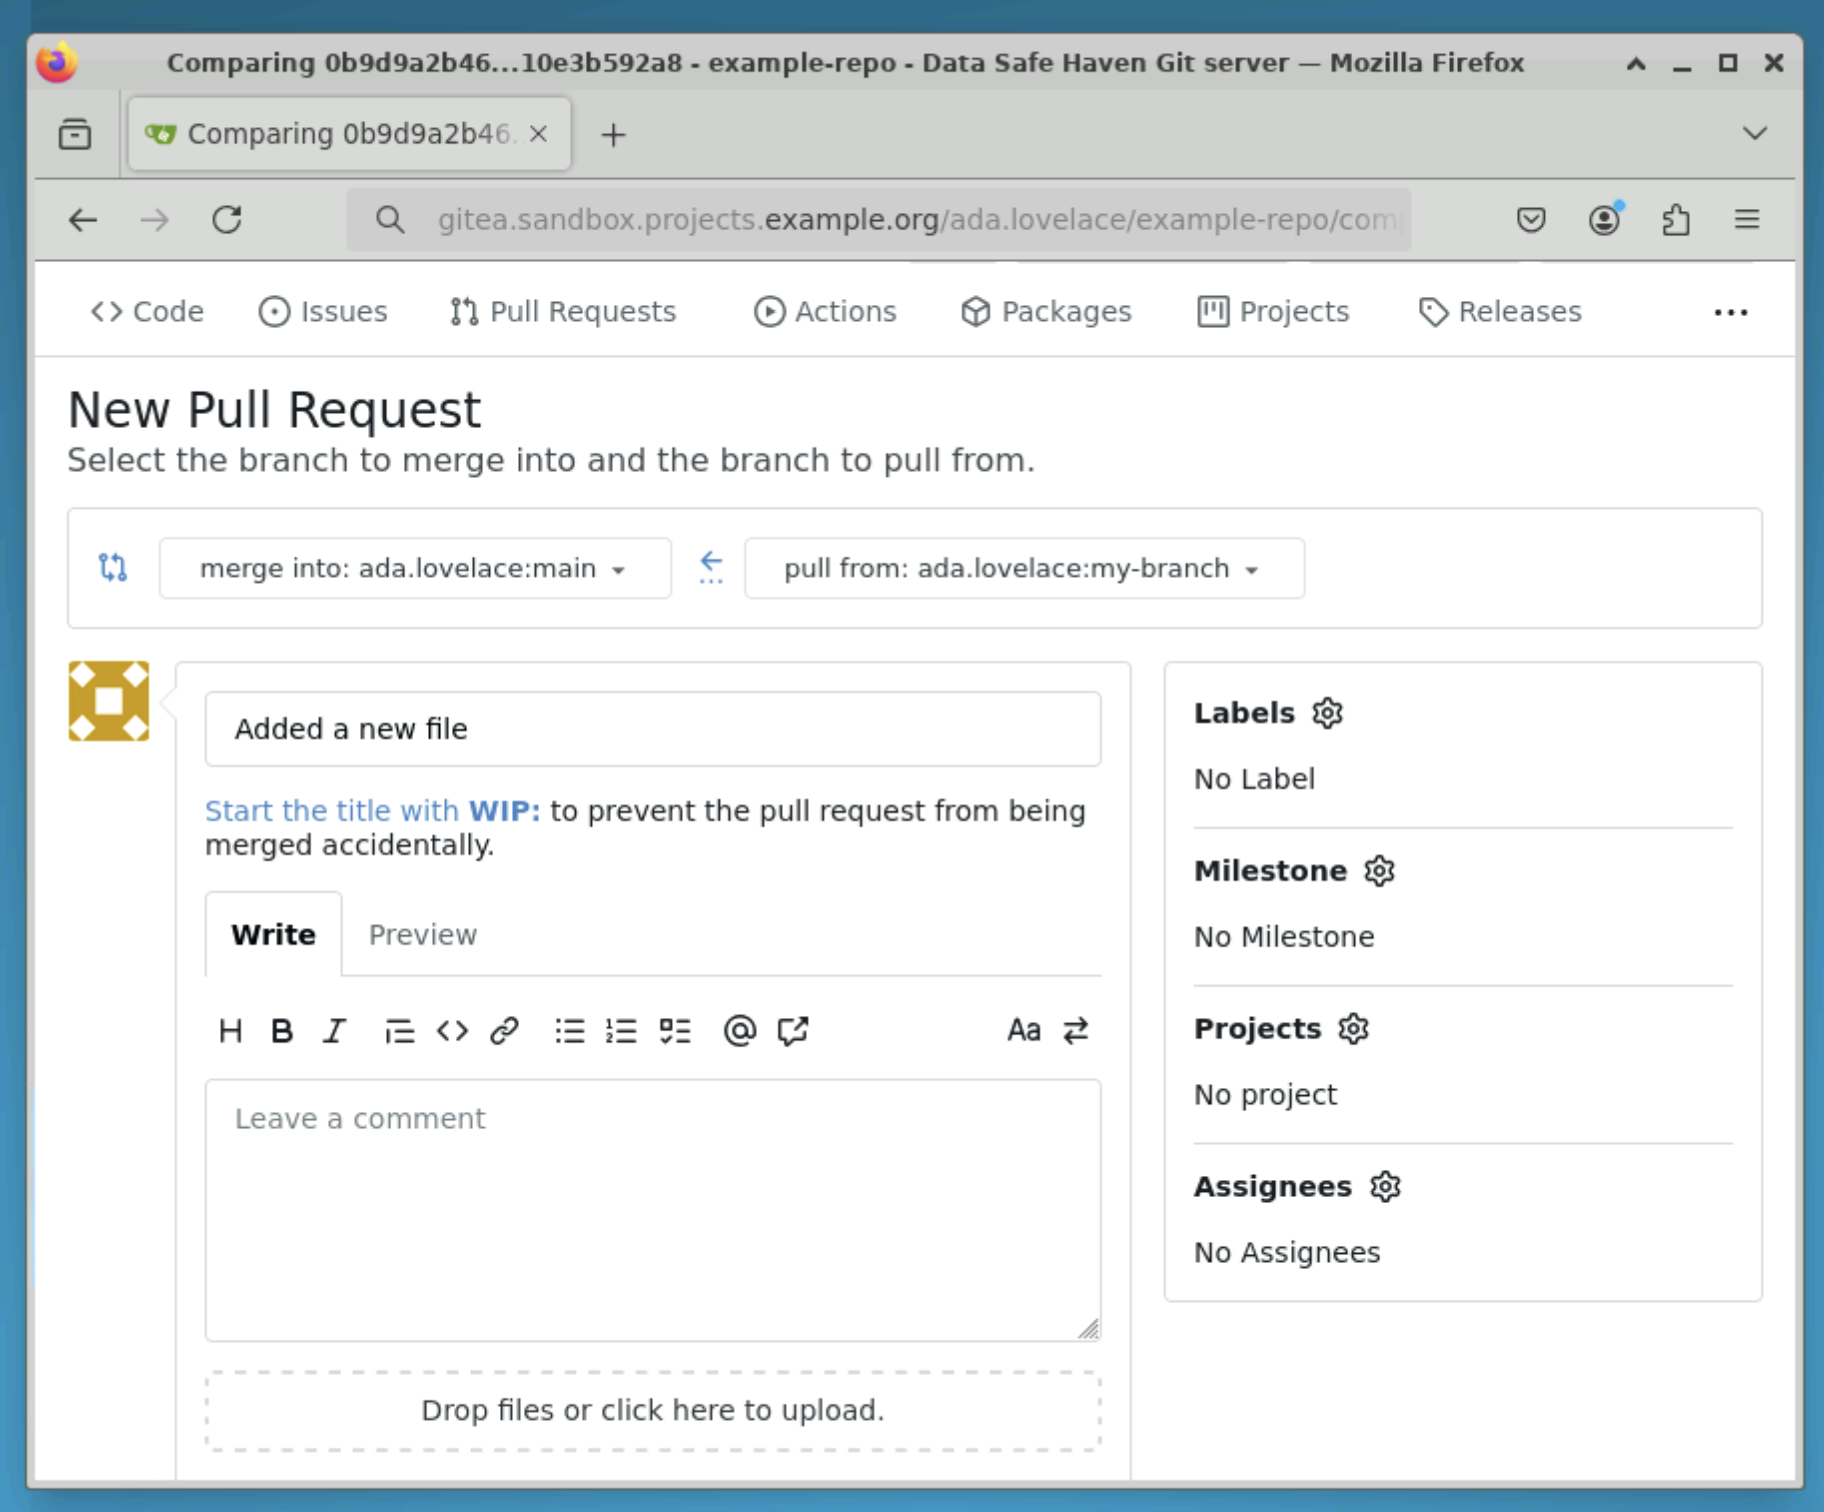 Comparing 0b9d9a2b46...10e3b592a8 - example-repo - Data Safe Haven Git server — Mozilla Firefox
Comparing 0b9d9a2b46.
gitea.sandbox.projects.example.org/ada.lovelace/example-repo/com
Code Issues Pull Requests Actions Packages Projects Releases
New Pull Request
Select the branch to merge into and the branch to pull from.
merge into: ada.lovelace:main pull from: ada.lovelace:my-branch
Added a new file
Start the title with WIP: to prevent the pull request from being
merged accidentally.
Write Preview
H B I Aa
Leave a comment
Drop files or click here to upload.
Labels
No Label
Milestone
No Milestone
Projects
No project
Assignees
No Assignees